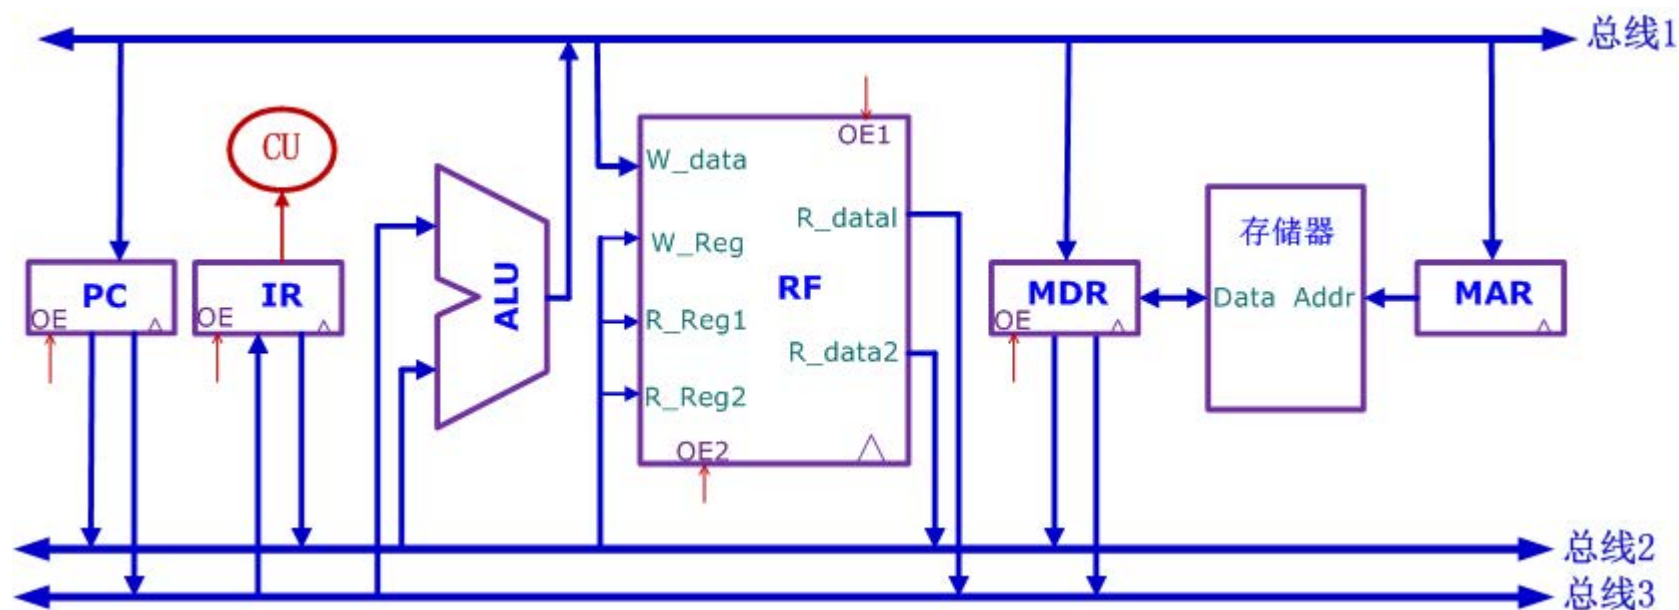 总线1
CU
OE1
W_data
R_data1
存储器
W_Reg
PC
IR
ALU
RF
MDR
Data Addr
MAR
OE
OE
OE
R_Reg1
R_data2
R_Reg2
OE2
总线2
总线3